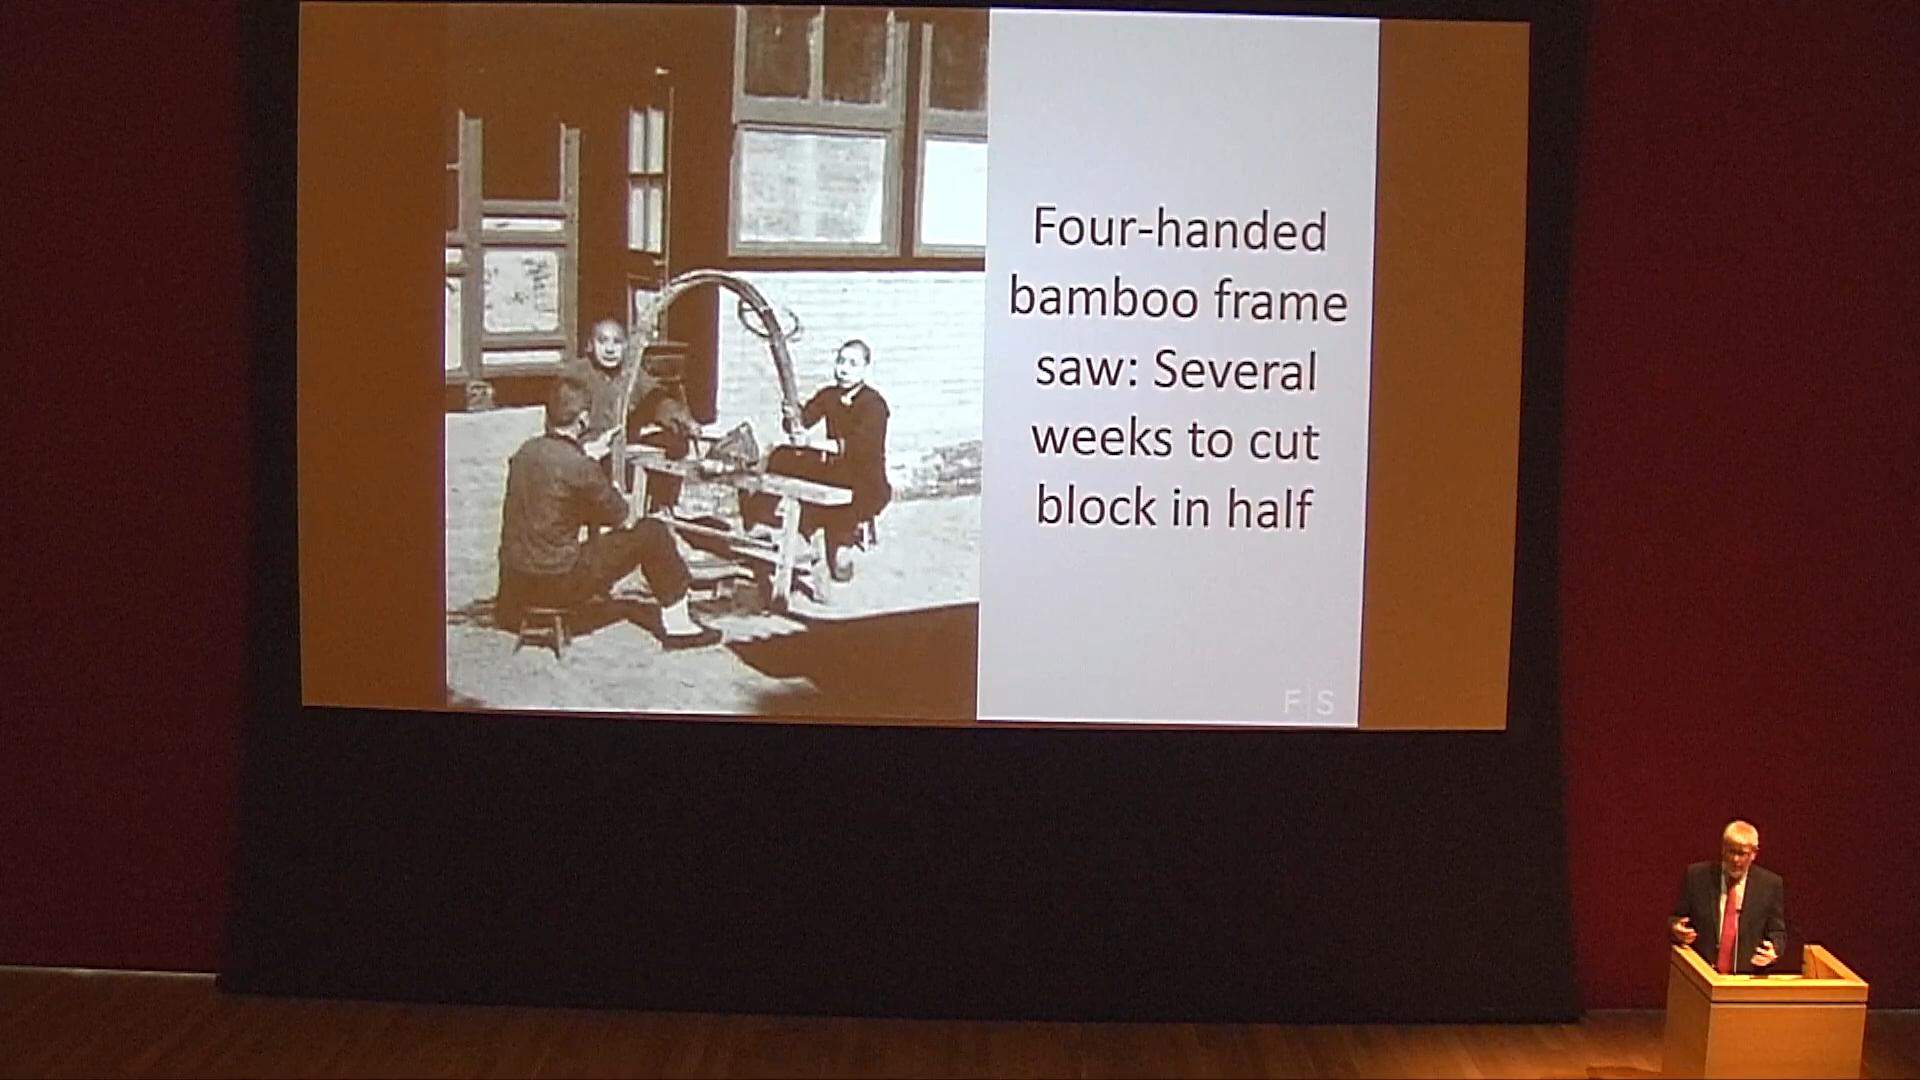 Four-handed
bamboo frame
saw: Several
weeks to cut
block in half
F|S